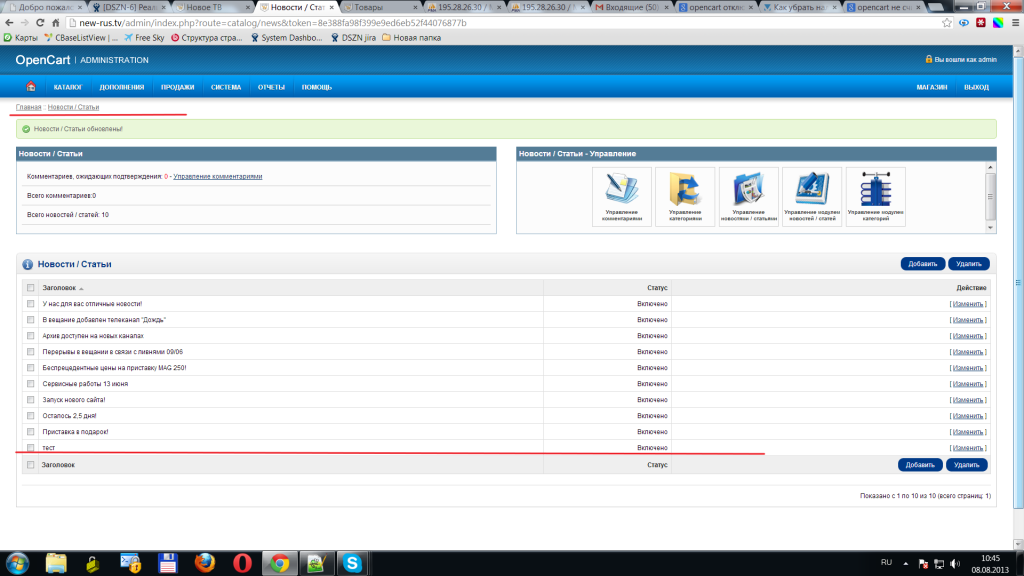 Добро пожал
[DSZN-6] Реал
Новое ТВ
Новости / Стат
Товары
195.28.26.30 /
195.28.26.30 /
Входящие (50)
opencart откл
Как убрать на
opencart не сн
new-rus.tv/admin/index.php?route=catalog/news&token=8e388fa98f399e9ed6eb52f44076877b
Карты
CBaseListView | ...
Free Sky
Структура стра...
System Dashbo...
DSZN jira
Новая папка
OpenCart | ADMINISTRATION
Вы вошли как admin
КАТАЛОГ
ДОПОЛНЕНИЯ
ПРОДАЖИ
СИСТЕМА
ОТЧЕТЫ
ПОМОЩЬ
МАГАЗИН
ВЫХОД
Главная :: Новости / Статьи
Новости / Статьи обновлены!
Новости / Статьи
Комментариев, ожидающих подтверждения: 0 - Управление комментариями
Всего комментариев:0
Всего новостей / статей: 10
Новости / Статьи - Управление
Управление
комментариями
Управление
категориями
Управление
новостями / статьями
Управление модулем
новостей / статей
Управление модулем
категорий
Новости / Статьи
Добавить
Удалить
Заголовок
Статус
Действие
У нас для вас отличные новости!
Включено
[ Изменить ]
В вещание добавлен телеканал "Дождь"
Включено
[ Изменить ]
Архив доступен на новых каналах
Включено
[ Изменить ]
Перерывы в вещании в связи с ливнями 09/06
Включено
[ Изменить ]
Беспрецедентные цены на приставку MAG 250!
Включено
[ Изменить ]
Сервисные работы 13 июня
Включено
[ Изменить ]
Запуск нового сайта!
Включено
[ Изменить ]
Осталось 2,5 дня!
Включено
[ Изменить ]
Приставка в подарок!
Включено
[ Изменить ]
тест
Включено
[ Изменить ]
Заголовок
Статус
Добавить
Удалить
Показано с 1 по 10 из 10 (всего страниц: 1)
RU
10:45
08.08.2013